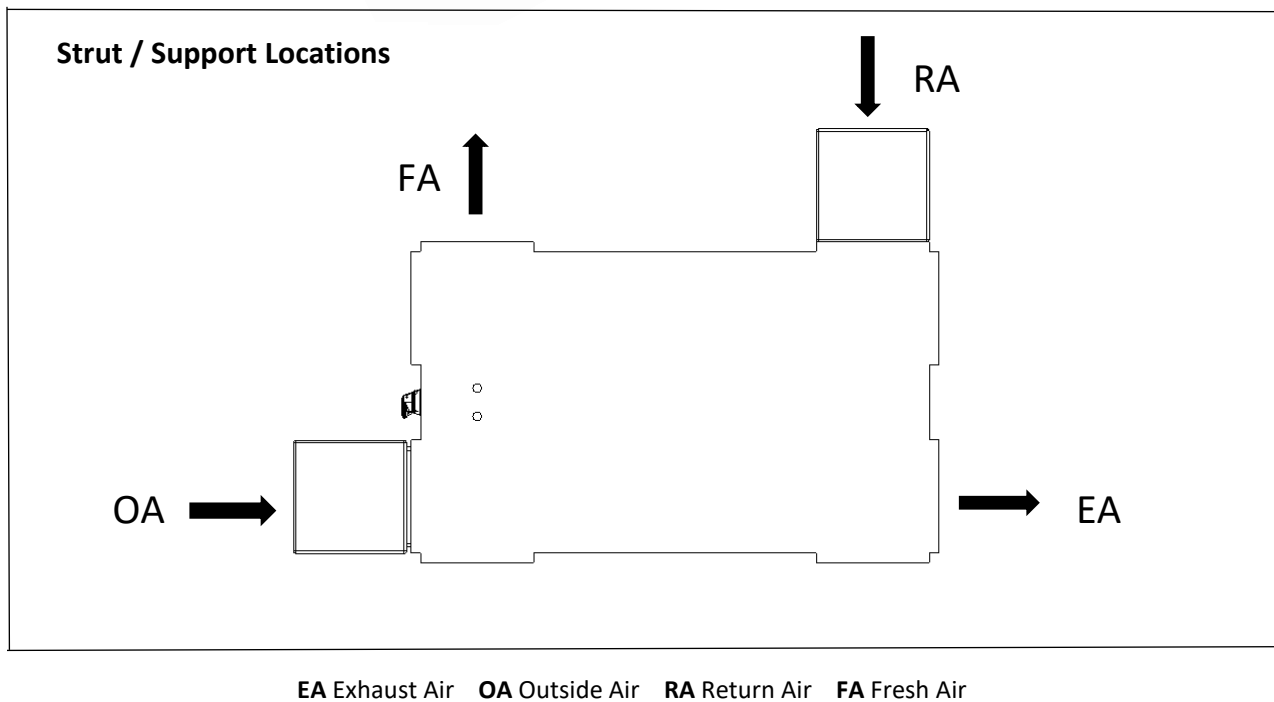 Strut / Support Locations
RA
FA
OA
EA
EA Exhaust Air OA Outside Air RA Return Air FA Fresh Air